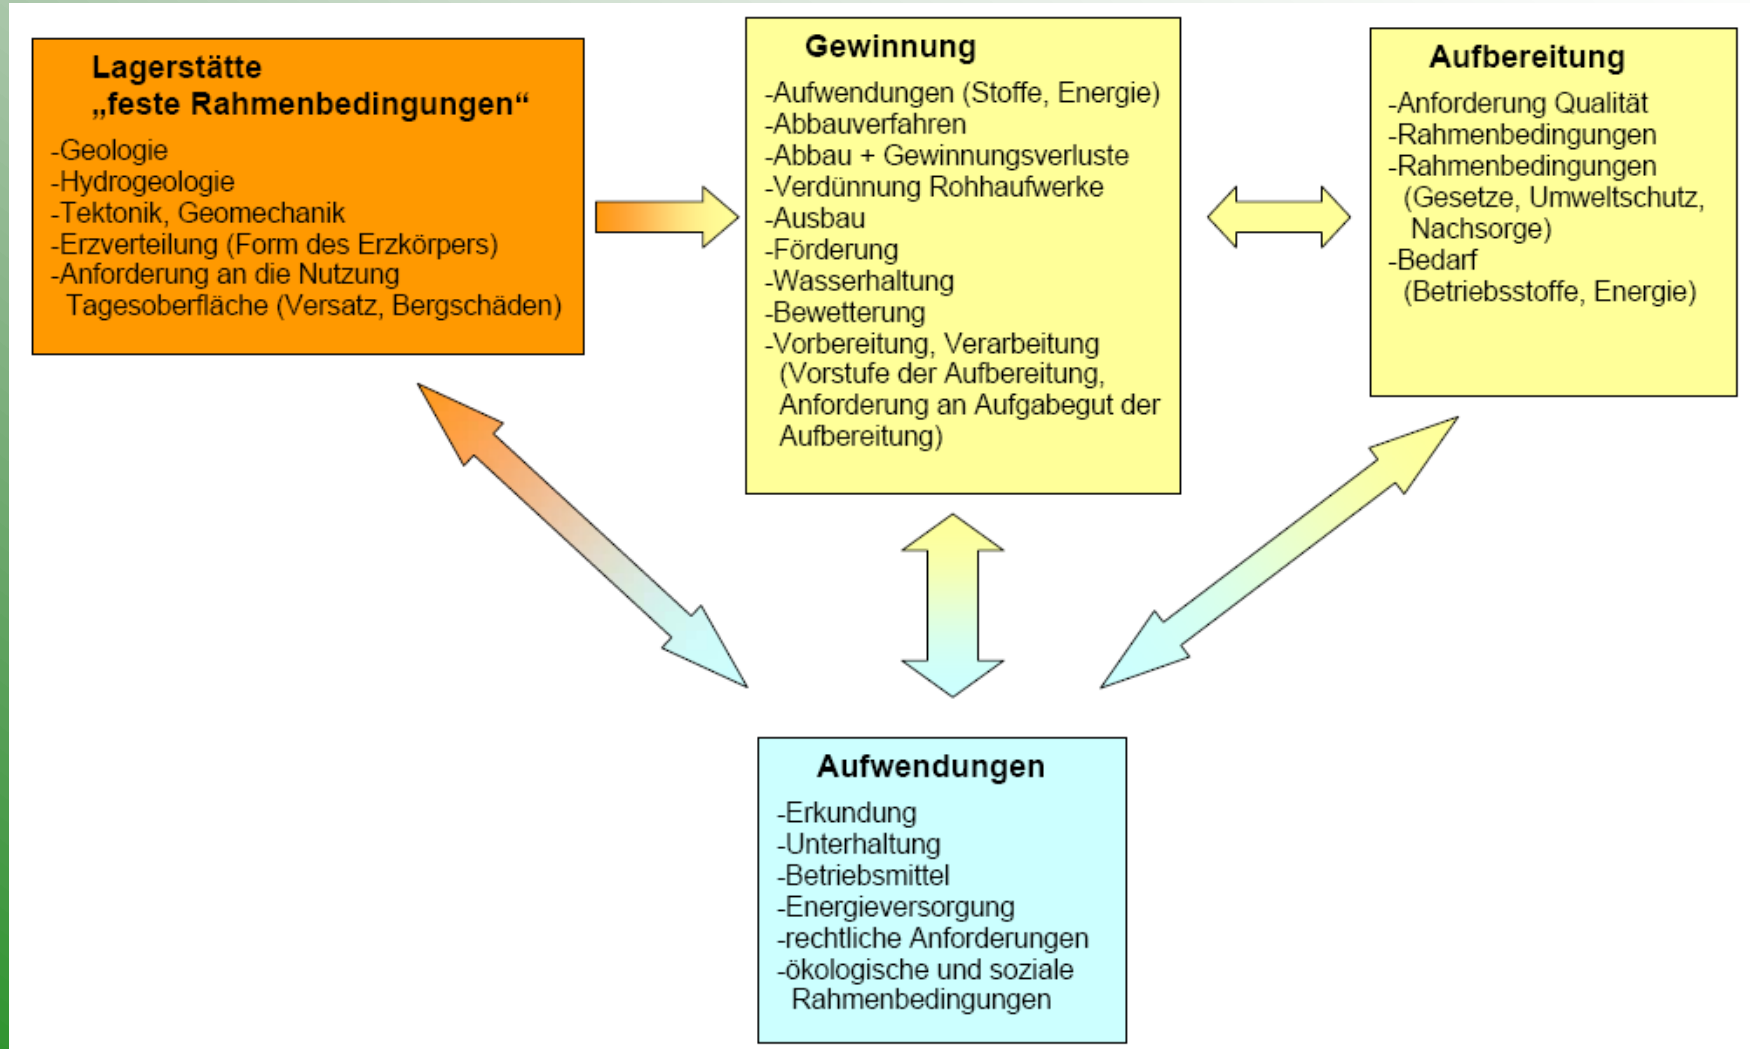 Lagerstätte
„feste Rahmenbedingungen“
-Geologie
-Hydrogeologie
-Tektonik, Geomechanik
-Erzverteilung (Form des Erzkörpers)
-Anforderung an die Nutzung
Tagesoberfläche (Versatz, Bergschäden)
Gewinnung
-Aufwendungen (Stoffe, Energie)
-Abbauverfahren
-Abbau + Gewinnungsverluste
-Verdünnung Rohhaufwerke
-Ausbau
-Förderung
-Wasserhaltung
-Bewetterung
-Vorbereitung, Verarbeitung
(Vorstufe der Aufbereitung,
Anforderung an Aufgabegut der
Aufbereitung)
Aufbereitung
-Anforderung Qualität
-Rahmenbedingungen
-Rahmenbedingungen
(Gesetze, Umweltschutz,
Nachsorge)
-Bedarf
(Betriebsstoffe, Energie)
Aufwendungen
-Erkundung
-Unterhaltung
-Betriebsmittel
-Energieversorgung
-rechtliche Anforderungen
-ökologische und soziale
Rahmenbedingungen